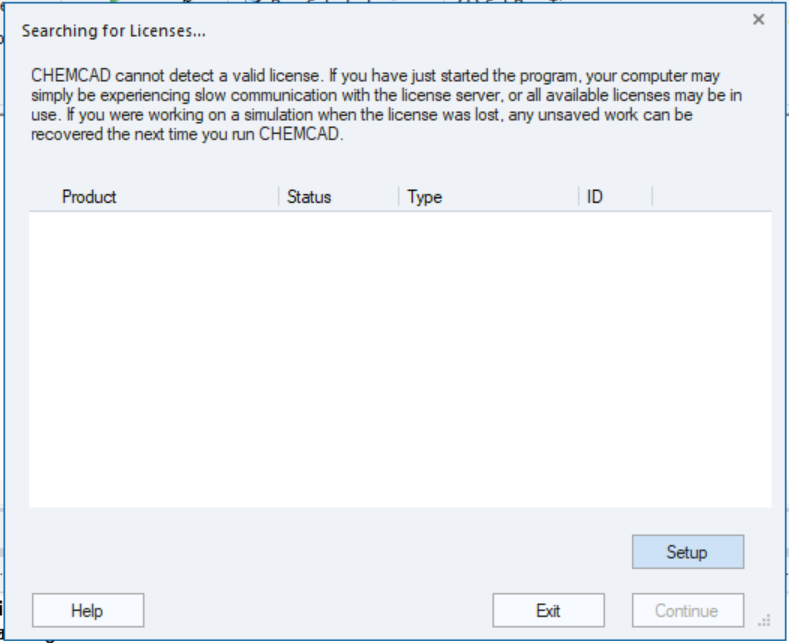 Searching for Licenses...
CHEMCAD cannot detect a valid license. If you have just started the program, your computer may
simply be experiencing slow communication with the license server, or all available licenses may be in
use. If you were working on a simulation when the license was lost, any unsaved work can be
recovered the next time you run CHEMCAD.
Product Status Type ID
Setup
Help Exit Continue